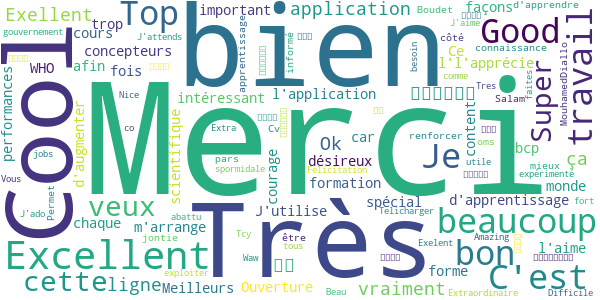 Exellent
trop
Top
important
application
façons
d'apprendre
gouvernement
cours
J'attends
Boudet
J'aime
concepteurs
bien
informé
côté
Ce
Good
connaissance
WHO
afin
fois
apprentissage
besoin
l'apprécie
comme
Tres
Super
travail
MouhamedDiallo
performances
Cool
d'augmenter
Nice
intéressant
l'application
Salam
Merci
scientifique
Extra
Ok
car
renforcer
content
jobs
co
Cv
désireux
Je
oms
bcp
ça
pars
spormidale
Félicitation
utile
mieux
Vous
Permet
courage
formation
spécial
d'apprentissage
expérimenté
monde
J'ado
veux
abattu
J'utilise
Telicharger
fort
chaque
m'arrange
Très
beaucoup
jontie
Tcy
être
tous
Exelent
Amazing
bon
l'aime
Excellent
Waw
forme
C'est
cette
ligne
exploiter
Meilleurs
Ouverture
Beau
vraiment
Extraordinaire
Difficile